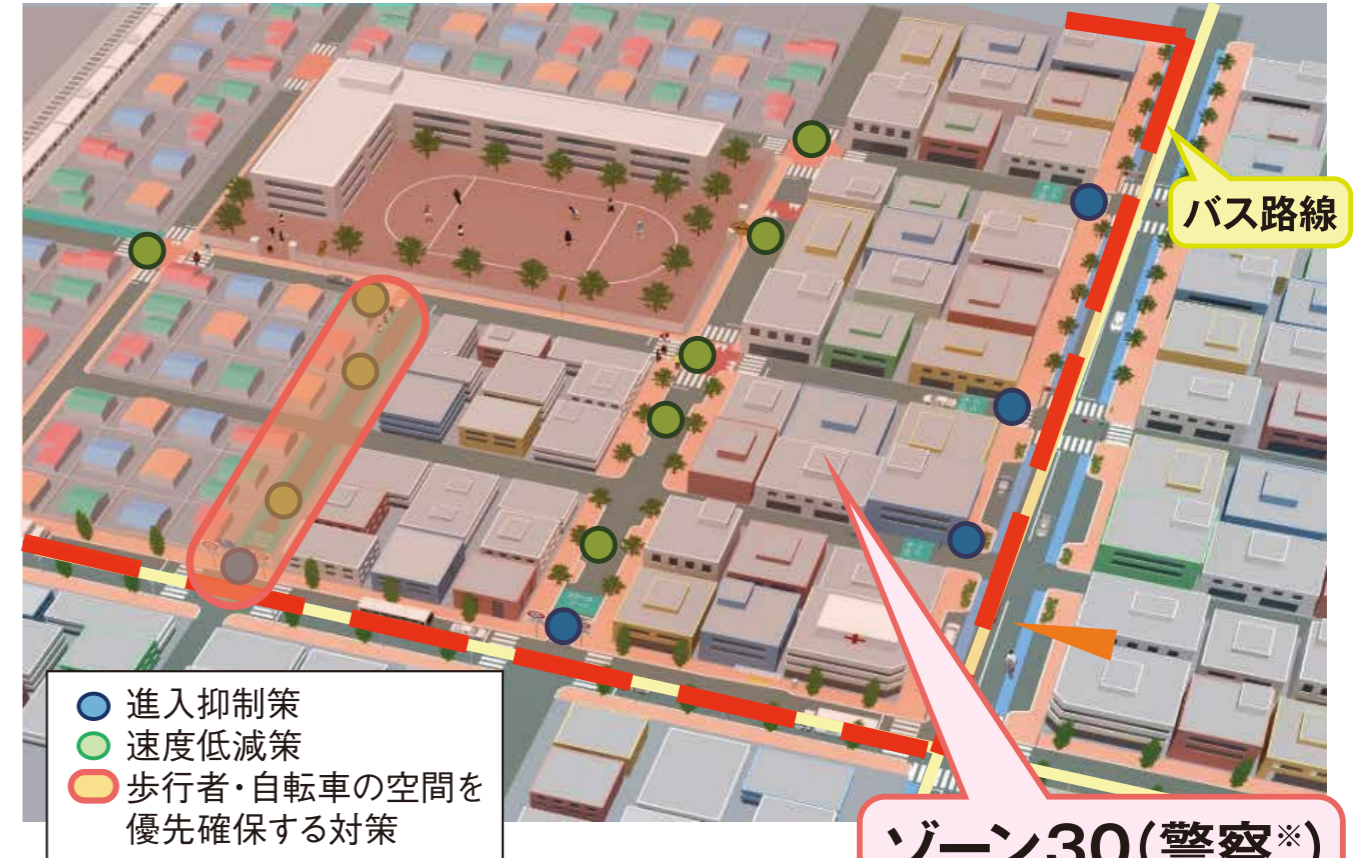 バス路線
進入抑制策
速度低減策
歩行者・自転車の空間を
優先確保する対策
ゾーン30(警察※)